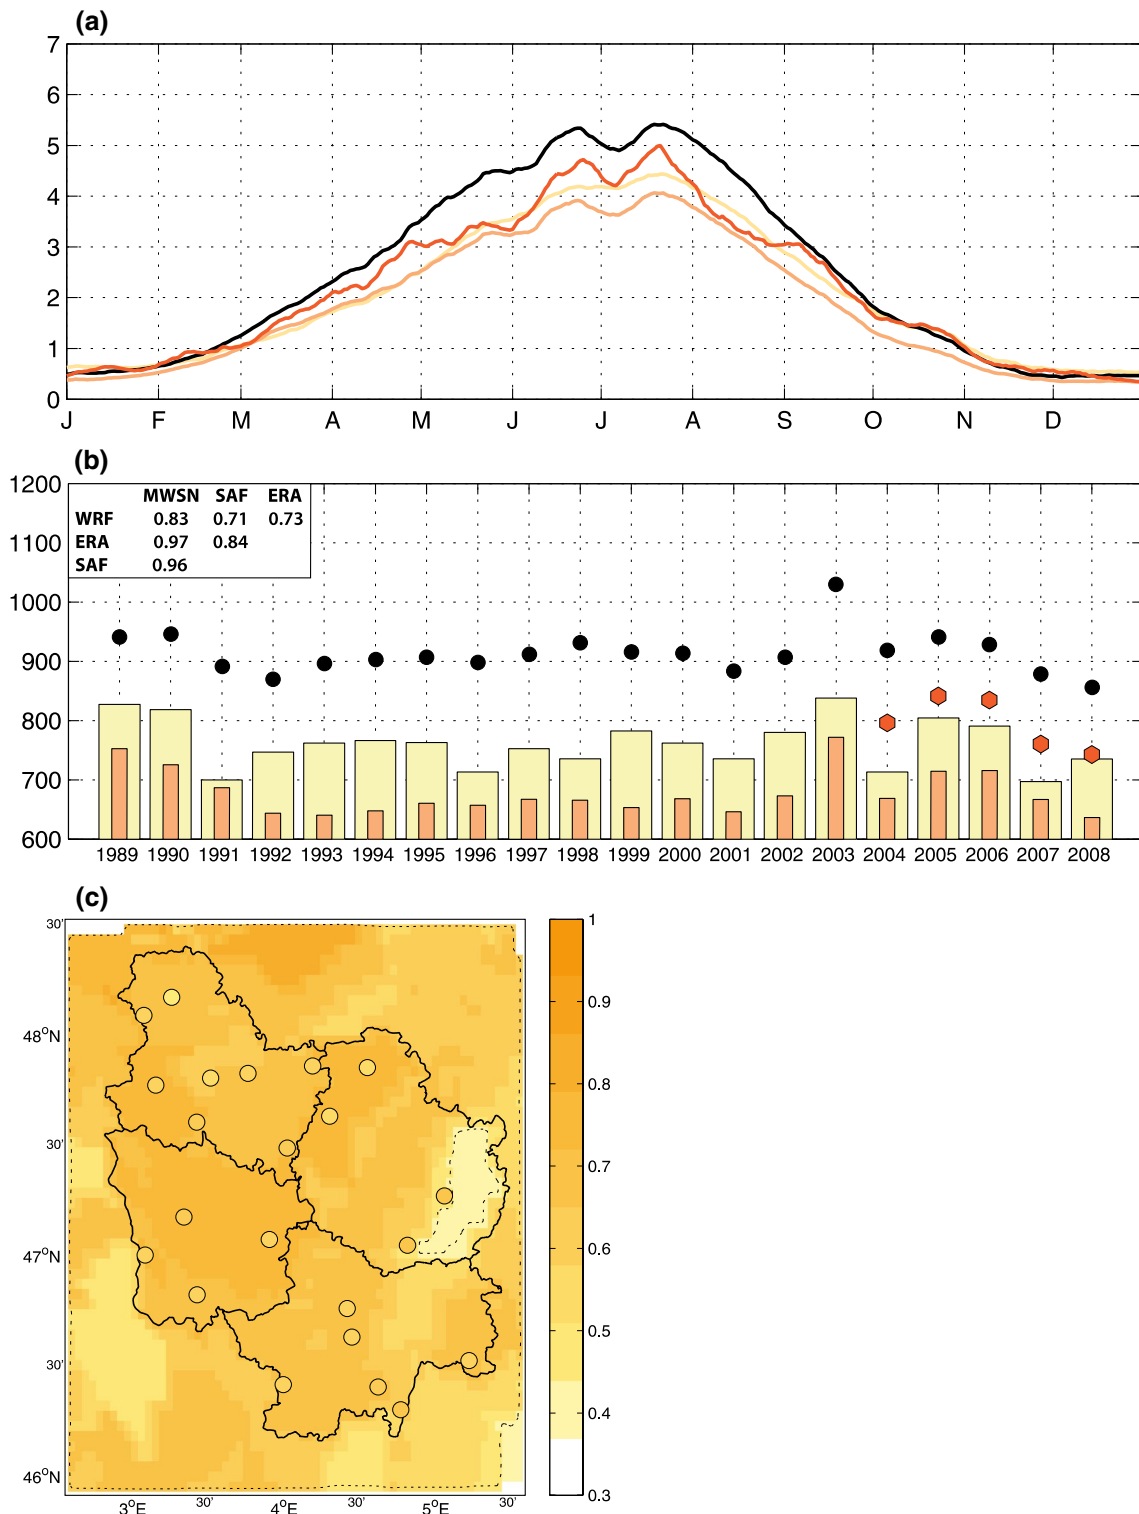 (a)
7
6
5
4
3
2
1
0
J F M A M J J A S O N D
(b)
1200
1100
1000
900
800
700
600
MWSN SAF ERA
WRF 0.83 0.71 0.73
ERA 0.97 0.84
SAF 0.96
1989 1990 1991 1992 1993 1994 1995 1996 1997 1998 1999 2000 2001 2002 2003 2004 2005 2006 2007 2008
(c)
30'
48°N
30'
47°N
30'
46°N
3°E 30' 4°E 30' 5°E 30'
1
0.9
0.8
0.7
0.6
0.5
0.4
0.3